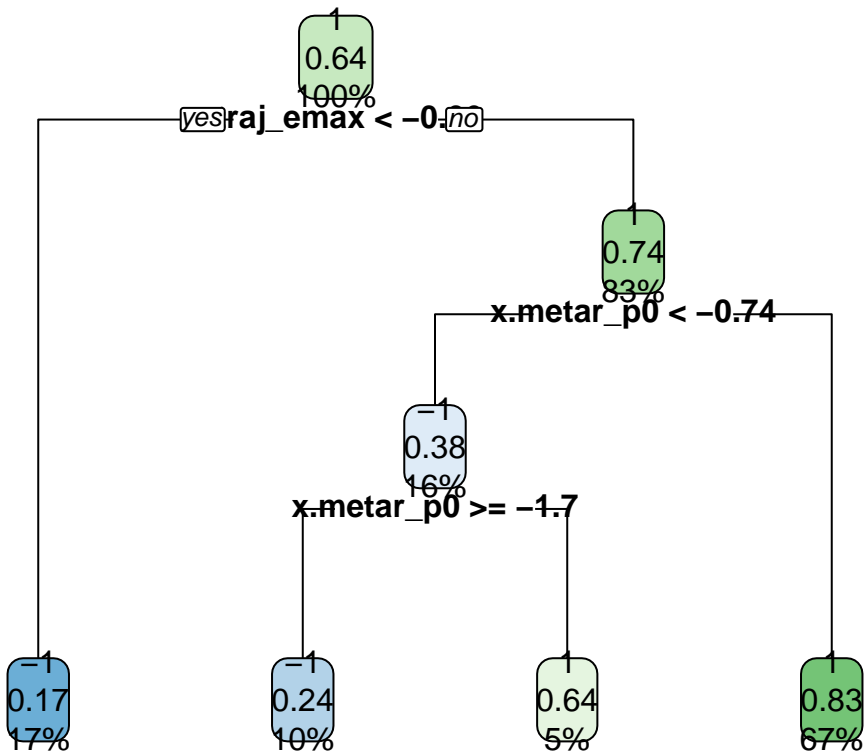 1
0.64
100%
yes raj_emax < −0. no
1
0.74
83%
x.metar_p0 < −0.74
−1
0.38
16%
x.metar_p0 >= −1.7
−1 −1 1 1
0.17 0.24 0.64 0.83
17% 10% 5% 67%